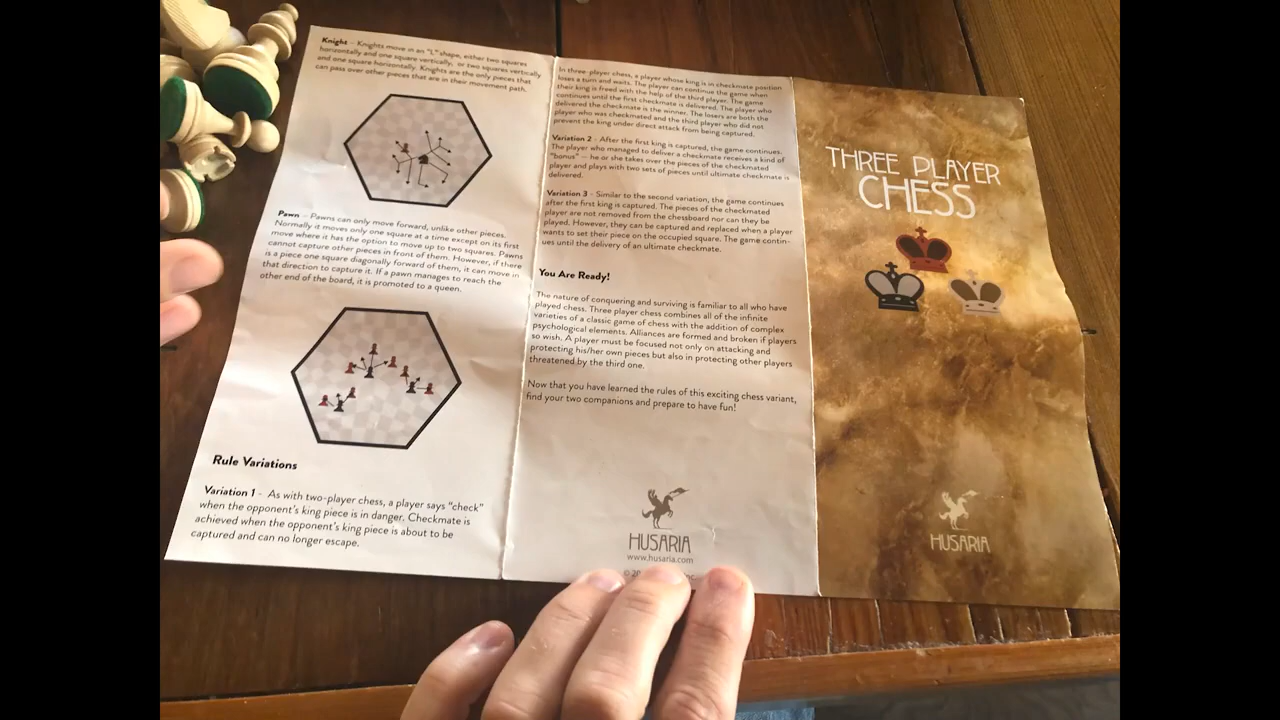 Knight – Knights move in an "L" shape, either two squares
horizontally and one square vertically, or two squares vertically
and one square horizontally. Knights are the only pieces that
can pass over other pieces that are in their movement path.
Pawn – Pawns can only move forward, unlike other pieces.
Normally it moves only one square at a time except on its first
move where it has the option to move up to two squares. Pawns
cannot capture other pieces in front of them. However, if there
is a piece one square diagonally forward of them, it can move in
that direction to capture it. If a pawn manages to reach the
other end of the board, it is promoted to a queen.
Rule Variations
Variation 1 - As with two-player chess, a player says "check"
when the opponent's king piece is in danger. Checkmate is
achieved when the opponent's king piece is about to be
captured and can no longer escape.
In three-player chess, a player whose king is in checkmate position
loses a turn and waits. The player can continue the game when
their king is freed with the help of the third player. The game
continues until the first checkmate is delivered. The player who
delivered the checkmate is the winner. The losers are both the
player who was checkmated and the third player who did not
prevent the king under direct attack from being captured.
Variation 2 - After the first king is captured, the game continues.
The player who managed to deliver a checkmate receives a kind of
"bonus" — he or she takes over the pieces of the checkmated
player and plays with two sets of pieces until ultimate checkmate is
delivered.
Variation 3 - Similar to the second variation, the game continues
after the first king is captured. The pieces of the checkmated
player are not removed from the chessboard nor can they be
played. However, they can be captured and replaced when a player
wants to set their piece on the occupied square. The game contin-
ues until the delivery of an ultimate checkmate.
You Are Ready!
The nature of conquering and surviving is familiar to all who have
played chess. Three player chess combines all of the infinite
varieties of a classic game of chess with the addition of complex
psychological elements. Alliances are formed and broken if players
so wish. A player must be focused not only on attacking and
protecting his/her own pieces but also in protecting other players
threatened by the third one.
Now that you have learned the rules of this exciting chess variant,
find your two companions and prepare to have fun!
HUSARIA
www.husaria.com
©
THREE PLAYER
CHESS
HUSARIA